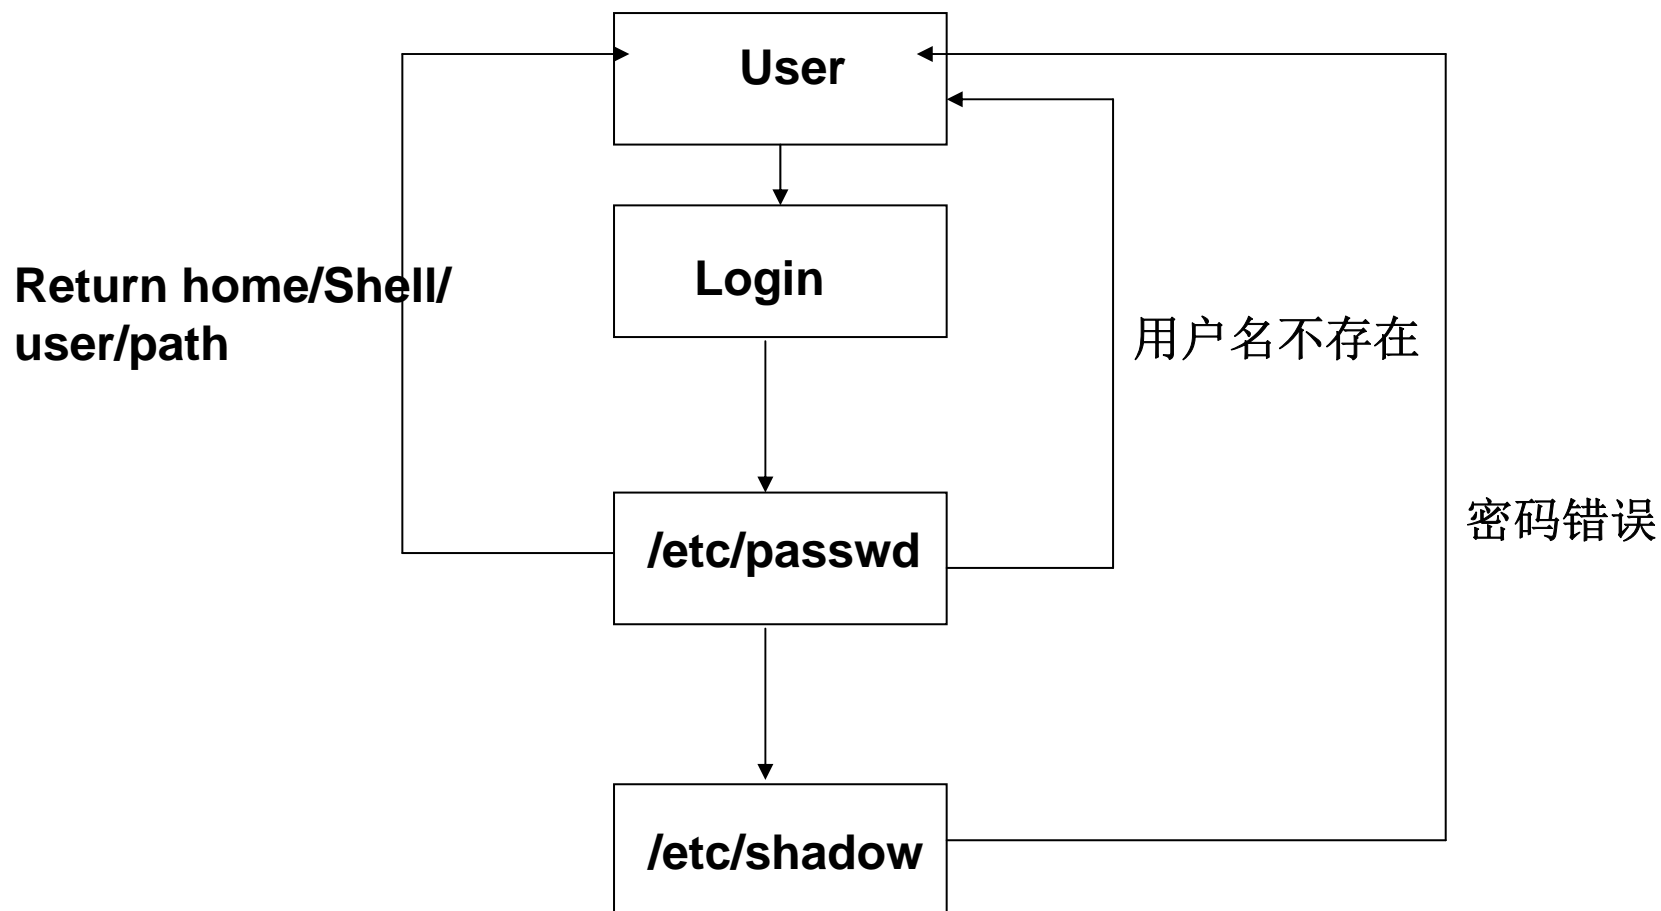 User
Login
Return home/Shell/
user/path
用户名不存在
密码错误
/etc/passwd
/etc/shadow